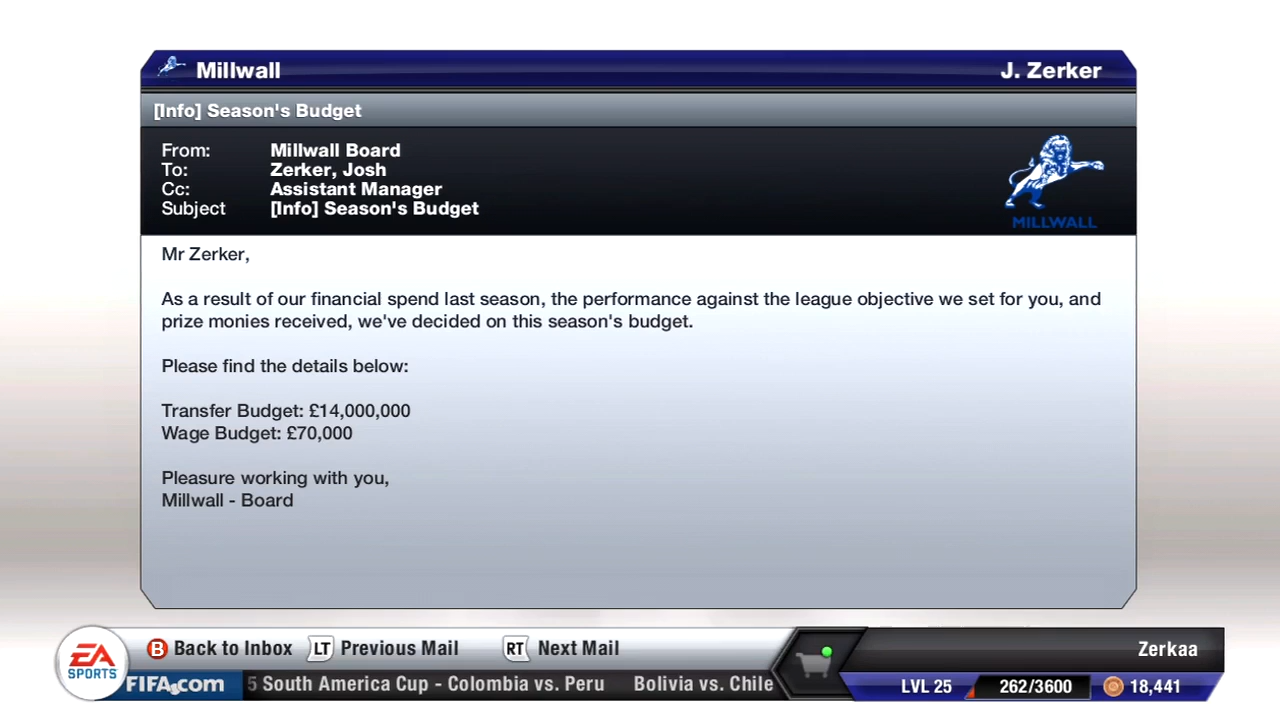 Millwall
J. Zerker
[Info] Season's Budget
From: Millwall Board
To: Zerker, Josh
Cc: Assistant Manager
Subject [Info] Season's Budget
MILLWALL
Mr Zerker,
As a result of our financial spend last season, the performance against the league objective we set for you, and
prize monies received, we've decided on this season's budget.
Please find the details below:
Transfer Budget: £14,000,000
Wage Budget: £70,000
Pleasure working with you,
Millwall - Board
EA
SPORTS
B Back to Inbox LT Previous Mail RT Next Mail
Zerkaa
FIFA.com 5 South America Cup - Colombia vs. Peru Bolivia vs. Chile
LVL 25 262/3600 18,441